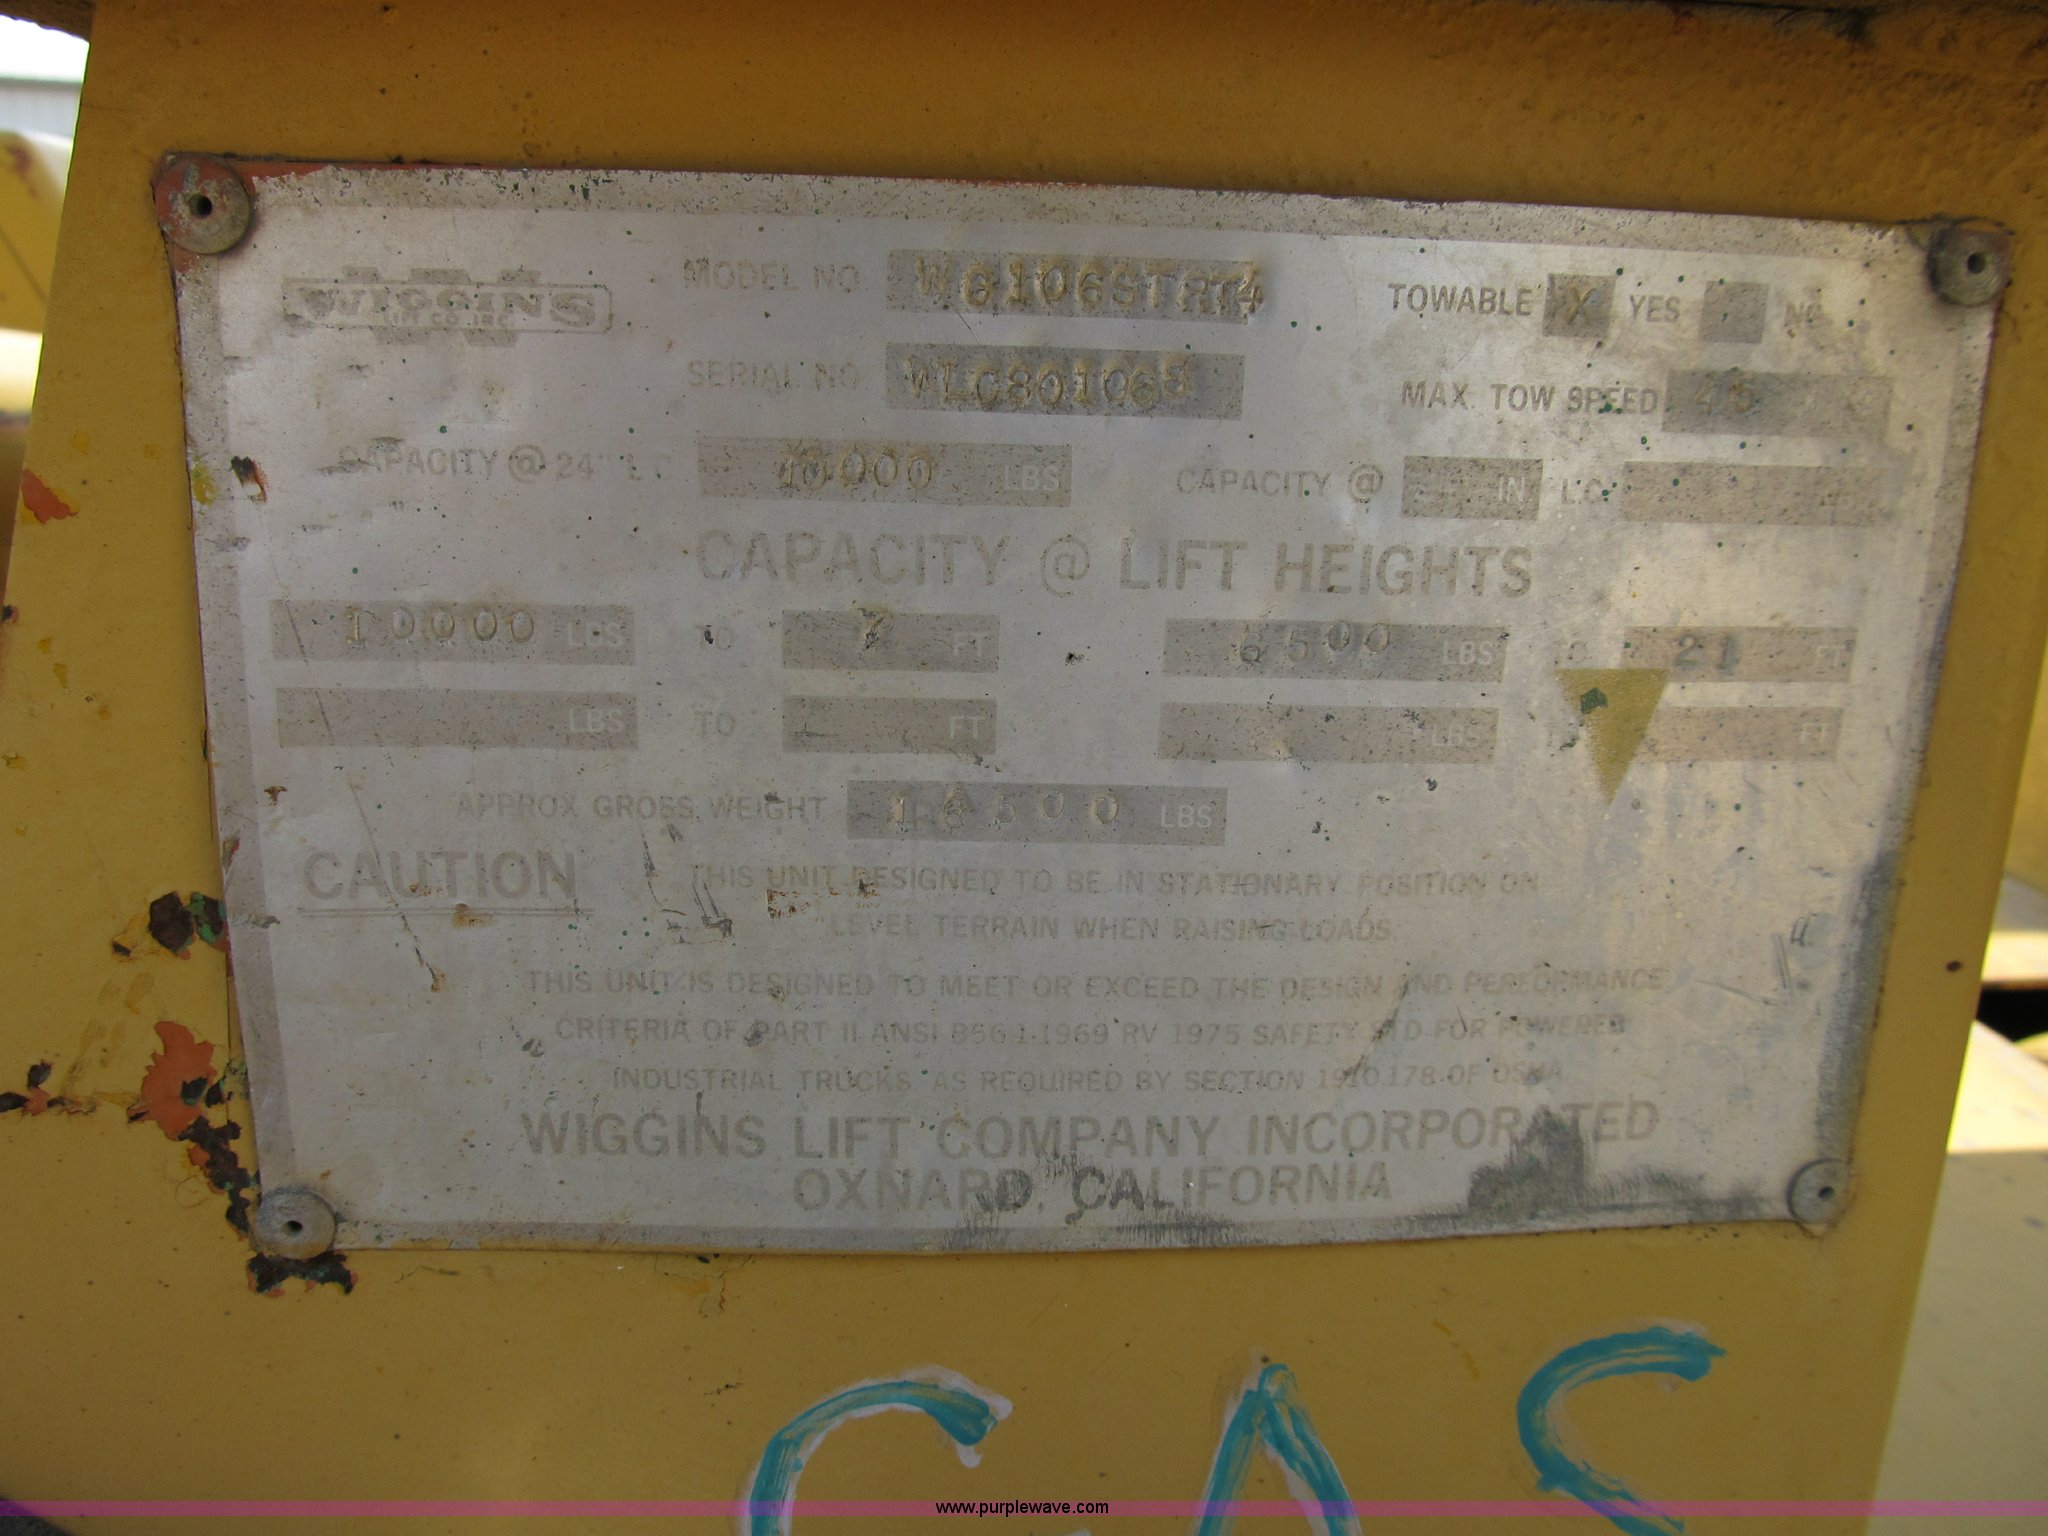 WIGGINS
LIFT CO. INC.
MODEL NO. WG106STRT4
TOWABLE X YES NO
SERIAL NO. WLC801068
MAX. TOW SPEED 45
CAPACITY @ 24" L.C. 10000 LBS
CAPACITY @ IN L.C.
CAPACITY @ LIFT HEIGHTS
10000 LBS TO 7 FT 6500 LBS TO 21 FT
LBS TO FT LBS TO FT
APPROX GROSS WEIGHT LBS
CAUTION THIS UNIT DESIGNED TO BE IN STATIONARY POSITION ON
LEVEL TERRAIN WHEN RAISING LOADS.
THIS UNIT IS DESIGNED TO MEET OR EXCEED THE DESIGN AND PERFORMANCE
CRITERIA OF PART II ANSI B56.1-1969 RV 1975 SAFETY STD FOR POWERED
INDUSTRIAL TRUCKS AS REQUIRED BY SECTION 1910.178 OF OSHA.
WIGGINS LIFT COMPANY INCORPORATED
OXNARD, CALIFORNIA
GAS
www.purplewave.com